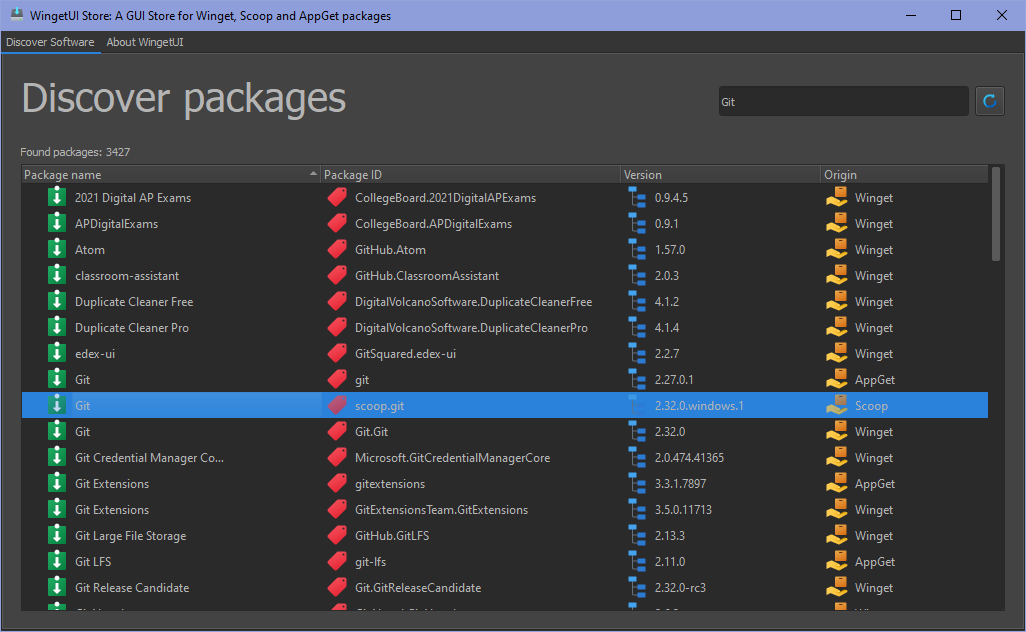 WingetUI Store: A GUI Store for Winget, Scoop and AppGet packages
Discover Software About WingetUI
Discover packages
Git
Found packages: 3427
Package name Package ID Version Origin
2021 Digital AP Exams CollegeBoard.2021DigitalAPExams 0.9.4.5 Winget
APDigitalExams CollegeBoard.APDigitalExams 0.9.1 Winget
Atom GitHub.Atom 1.57.0 Winget
classroom-assistant GitHub.ClassroomAssistant 2.0.3 Winget
Duplicate Cleaner Free DigitalVolcanoSoftware.DuplicateCleanerFree 4.1.2 Winget
Duplicate Cleaner Pro DigitalVolcanoSoftware.DuplicateCleanerPro 4.1.4 Winget
edex-ui GitSquared.edex-ui 2.2.7 Winget
Git git 2.27.0.1 AppGet
Git scoop.git 2.32.0.windows.1 Scoop
Git Git.Git 2.32.0 Winget
Git Credential Manager Co... Microsoft.GitCredentialManagerCore 2.0.474.41365 Winget
Git Extensions gitextensions 3.3.1.7897 AppGet
Git Extensions GitExtensionsTeam.GitExtensions 3.5.0.11713 Winget
Git Large File Storage GitHub.GitLFS 2.13.3 Winget
Git LFS git-lfs 2.11.0 AppGet
Git Release Candidate Git.GitReleaseCandidate 2.32.0-rc3 Winget